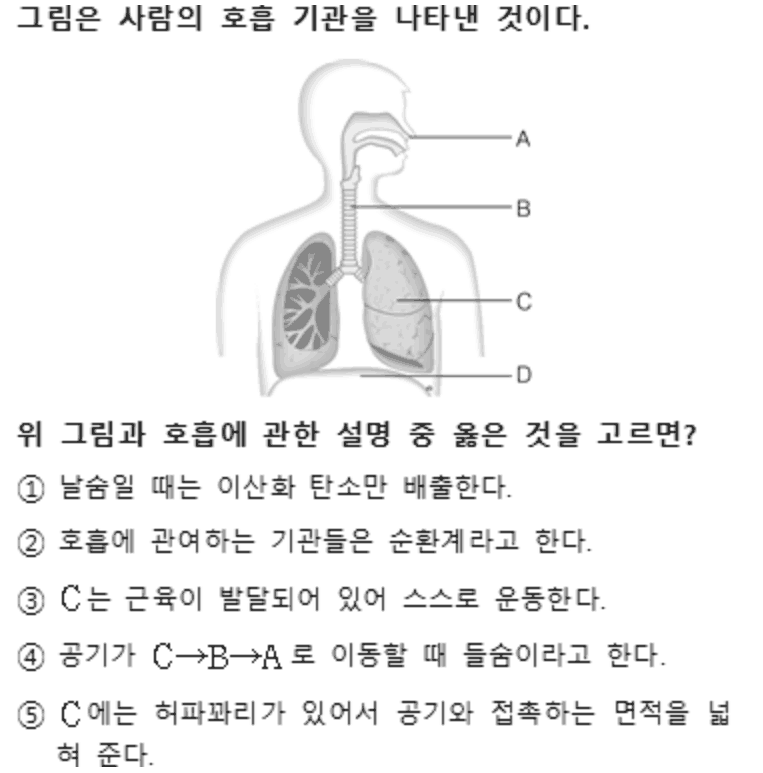 그림은 사람의 호흡 기관을 나타낸 것이다.
A
B
C
D
위 그림과 호흡에 관한 설명 중 옳은 것을 고르면?
① 날숨일 때는 이산화 탄소만 배출한다.
② 호흡에 관여하는 기관들은 순환계라고 한다.
③ C는 근육이 발달되어 있어 스스로 운동한다.
④ 공기가 C→B→A 로 이동할 때 들숨이라고 한다.
⑤ C에는 허파꽈리가 있어서 공기와 접촉하는 면적을 넓
혀 준다.